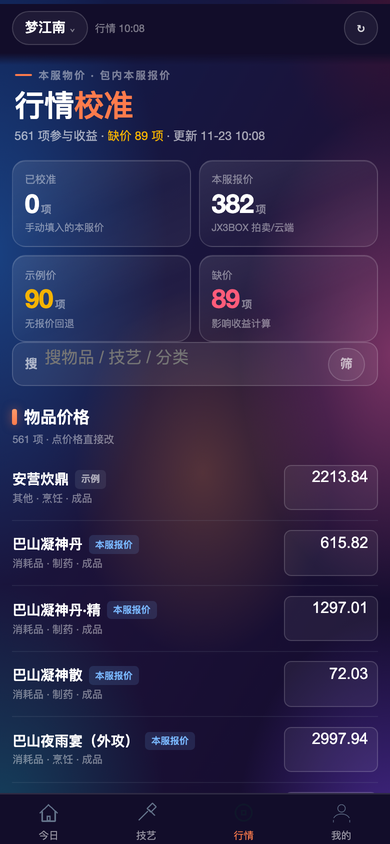 梦江南
行情 10:08
本服物价 · 包内本服报价
行情校准
561 项参与收益 · 缺价 89 项 · 更新 11-23 10:08
已校准
0项
手动填入的本服价
本服报价
382项
JX3BOX 拍卖/云端
示例价
90项
无报价回退
缺价
89项
影响收益计算
搜 搜物品 / 技艺 / 分类 筛
物品价格
561 项 · 点价格直接改
安营炊鼎 示例
其他 · 烹饪 · 成品
2213.84
巴山凝神丹 本服报价
消耗品 · 制药 · 成品
615.82
巴山凝神丹·精 本服报价
消耗品 · 制药 · 成品
1297.01
巴山凝神散 本服报价
消耗品 · 制药 · 成品
72.03
巴山夜雨宴（外攻） 本服报价
消耗品 · 烹饪 · 成品
2997.94
今日
技艺
行情
我的